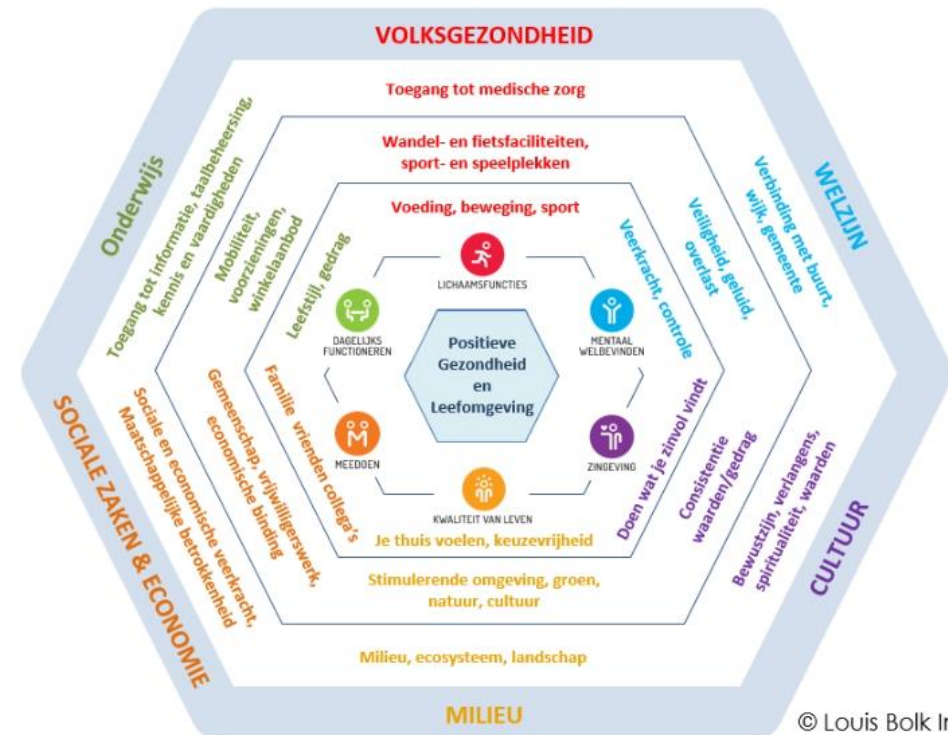 VOLKSGEZONDHEID
Toegang tot medische zorg
Wandel- en fietsfaciliteiten,
sport- en speelplekken
Voeding, beweging, sport
LICHAAMSFUNCTIES
WELZIJN
Verbinding met buurt,
wijk, gemeente
Veiligheid, geluid,
overlast
Veerkracht, controle
MENTAAL
WELBEVINDEN
CULTUUR
Bewustzijn, verlangens,
spiritualiteit, waarden
Consistentie
waarden/gedrag
Doen wat je zinvol vindt
ZINGEVING
KWALITEIT VAN LEVEN
Je thuis voelen, keuzevrijheid
Stimulerende omgeving, groen,
natuur, cultuur
Milieu, ecosysteem, landschap
MILIEU
SOCIALE ZAKEN & ECONOMIE
Sociale en economische veerkracht,
Maatschappelijke betrokkenheid
Gemeenschap, vrijwilligerswerk,
economische binding
Familie vrienden collega's
MEEDOEN
Onderwijs
Toegang tot informatie, taalbeheersing,
kennis en vaardigheden
Mobiliteit,
voorzieningen,
winkelaanbod
Leefstijl, gedrag
DAGELIJKS
FUNCTIONEREN
Positieve
Gezondheid
en
Leefomgeving
© Louis Bolk In